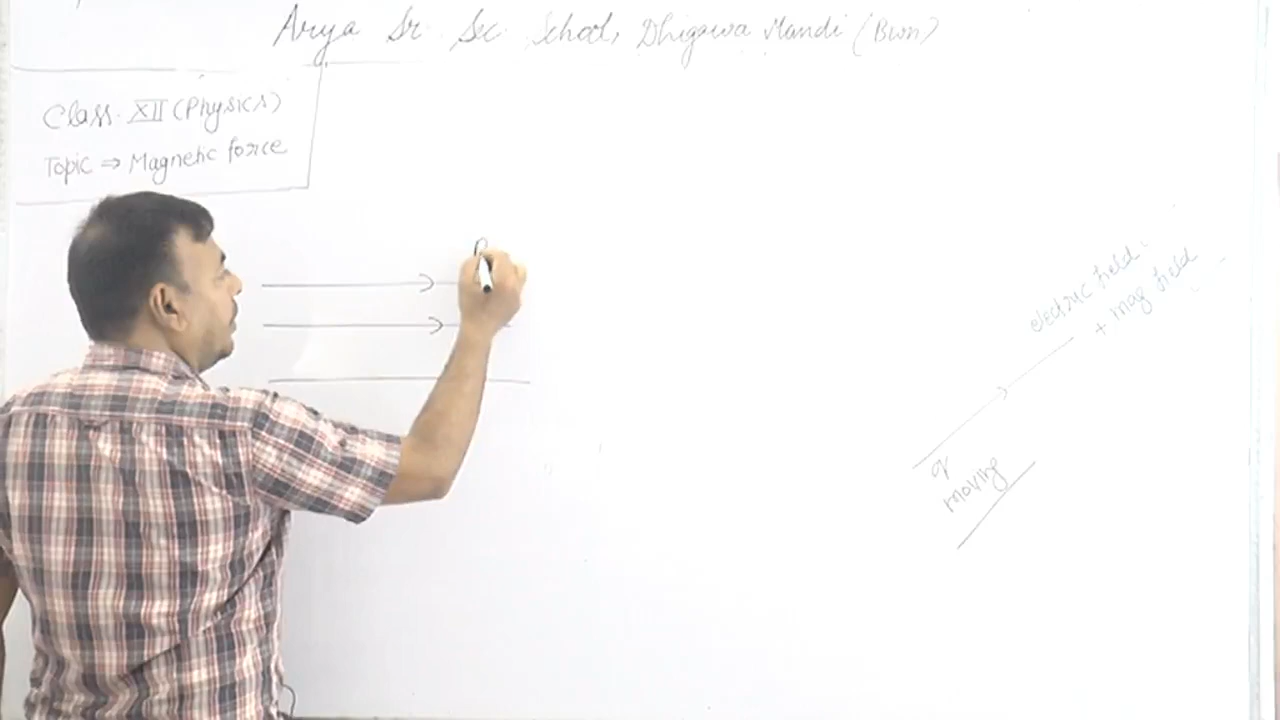 Arya Sr. Sec. School, Dhigawa Mandi (Bwn)
Class. XII (Physics)
Topic ⇒ Magnetic force
electric field
+ mag field
q
moving